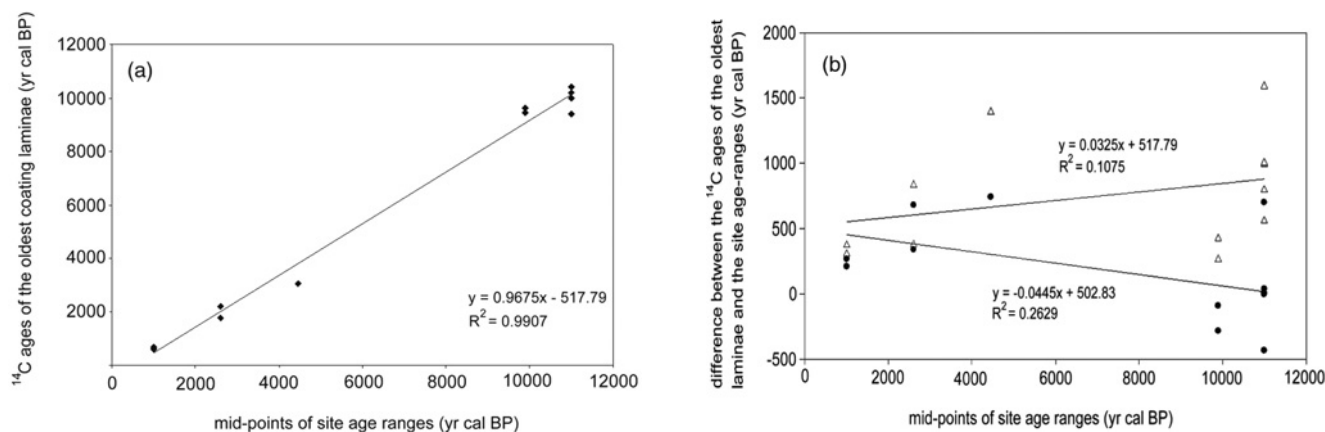 (a)
¹⁴C ages of the oldest coating laminae (yr cal BP)
12000
10000
8000
6000
4000
2000
y = 0.9675x - 517.79
R² = 0.9907
0 2000 4000 6000 8000 10000 12000
mid-points of site age ranges (yr cal BP)
(b)
difference between the ¹⁴C ages of the oldest
laminae and the site age-ranges (yr cal BP)
2000
1500
1000
500
0
-500
y = 0.0325x + 517.79
R² = 0.1075
y = -0.0445x + 502.83
R² = 0.2629
0 2000 4000 6000 8000 10000 12000
mid-points of site age ranges (yr cal BP)